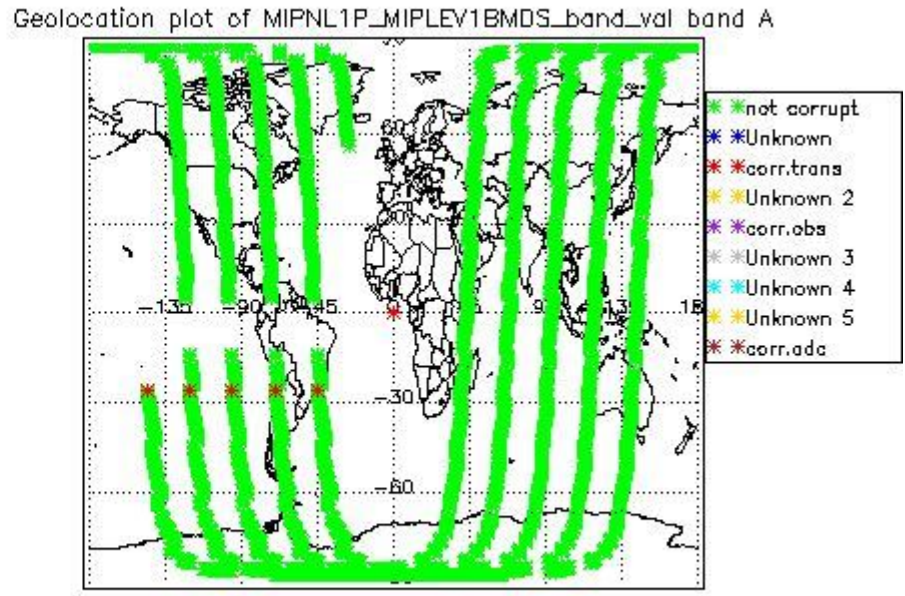 Geolocation plot of MIPNL1P_MIPLEV1BMDS_band_val band A
not corrupt
Unknown
corr.trans
Unknown 2
corr.obs
Unknown 3
Unknown 4
Unknown 5
corr.adc
60
-135 -90 -45
-30
-60